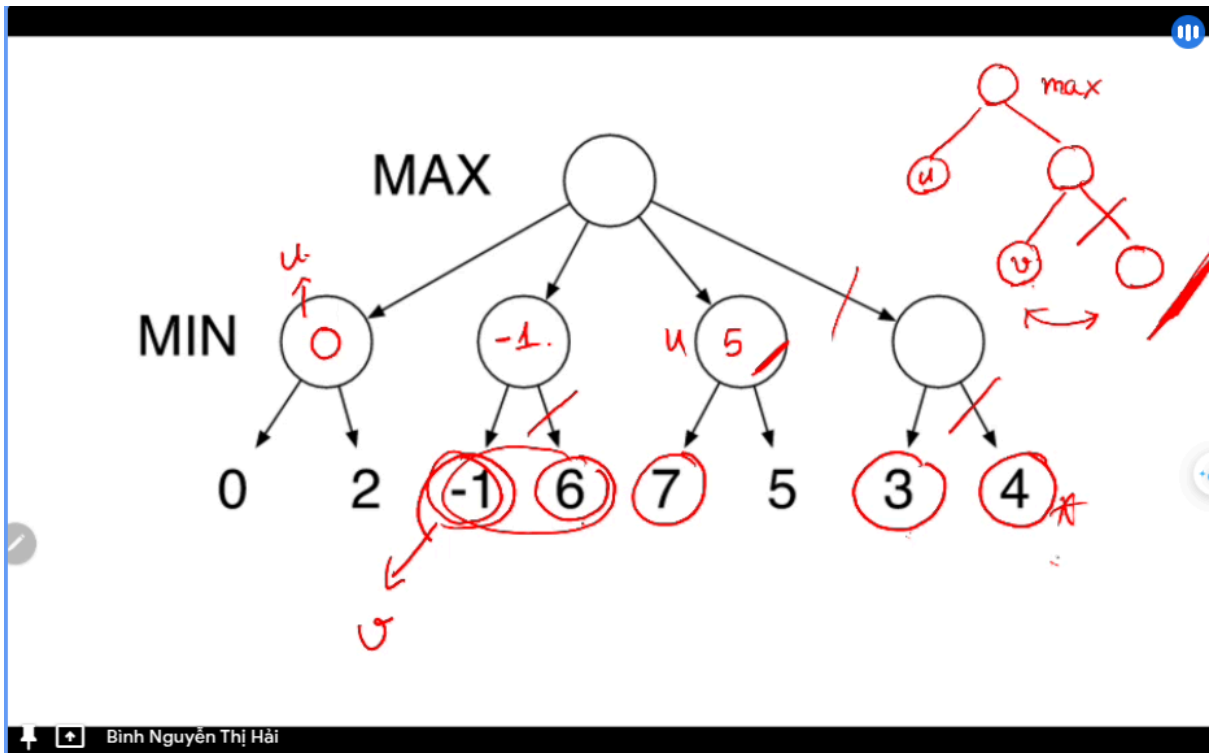 max
MAX
u
u
MIN
0
-1.
u 5
v
0 2 -1 6 7 5 3 4
v
Bình Nguyễn Thị Hải